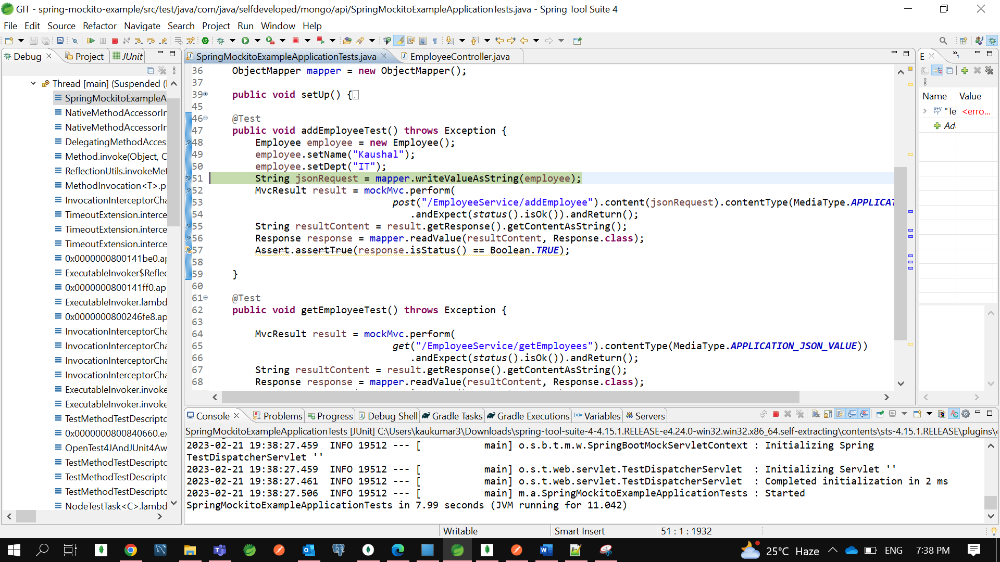 GIT - spring-mockito-example/src/test/java/com/java/selfdeveloped/mongo/api/SpringMockitoExampleApplicationTests.java - Spring Tool Suite 4
File Edit Source Refactor Navigate Search Project Run Window Help
Debug Project JUnit
SpringMockitoExampleApplicationTests.java EmployeeController.java
E
Thread [main] (Suspended (
SpringMockitoExampleA
NativeMethodAccessorIr
NativeMethodAccessorIr
DelegatingMethodAcces
Method.invoke(Object, C
ReflectionUtils.invokeMet
MethodInvocation<T>.p
InvocationInterceptorCha
TimeoutExtension.interce
TimeoutExtension.interce
TimeoutExtension.interce
0x0000000800141be0.ap
ExecutableInvoker$Reflec
0x0000000800141ff0.ap
ExecutableInvoker.lambd
0x0000000800246fe8.ap
InvocationInterceptorCha
InvocationInterceptorCha
InvocationInterceptorCha
InvocationInterceptorCha
ExecutableInvoker.invoke
ExecutableInvoker.invoke
TestMethodTestDescripto
0x0000000800840660.ex
OpenTest4JAndJUnit4Aw
TestMethodTestDescripto
TestMethodTestDescripto
TestMethodTestDescripto
NodeTestTask<C>.lambd
36 ObjectMapper mapper = new ObjectMapper();
37
39 public void setUp() {
45
46 @Test
47 public void addEmployeeTest() throws Exception {
48 Employee employee = new Employee();
49 employee.setName("Kaushal");
50 employee.setDept("IT");
51 String jsonRequest = mapper.writeValueAsString(employee);
52 MvcResult result = mockMvc.perform(
53 post("/EmployeeService/addEmployee").content(jsonRequest).contentType(MediaType.APPLICAT
54 .andExpect(status().isOk()).andReturn();
55 String resultContent = result.getResponse().getContentAsString();
56 Response response = mapper.readValue(resultContent, Response.class);
57 Assert.assertTrue(response.isStatus() == Boolean.TRUE);
58
59 }
60
61 @Test
62 public void getEmployeeTest() throws Exception {
63
64 MvcResult result = mockMvc.perform(
65 get("/EmployeeService/getEmployees").contentType(MediaType.APPLICATION_JSON_VALUE))
66 .andExpect(status().isOk()).andReturn();
67 String resultContent = result.getResponse().getContentAsString();
68 Response response = mapper.readValue(resultContent, Response.class);
Name Value
"Te <erro...
Ad
Console Problems Progress Debug Shell Gradle Tasks Gradle Executions Variables Servers
SpringMockitoExampleApplicationTests [JUnit] C:\Users\kaukumar3\Downloads\spring-tool-suite-4-4.15.1.RELEASE-e4.24.0-win32.win32.x86_64.self-extracting\contents\sts-4.15.1.RELEASE\plugins\
2023-02-21 19:38:27.459 INFO 19512 --- [ main] o.s.b.t.m.w.SpringBootMockServletContext : Initializing Spring
TestDispatcherServlet ''
2023-02-21 19:38:27.459 INFO 19512 --- [ main] o.s.t.web.servlet.TestDispatcherServlet : Initializing Servlet ''
2023-02-21 19:38:27.461 INFO 19512 --- [ main] o.s.t.web.servlet.TestDispatcherServlet : Completed initialization in 2 ms
2023-02-21 19:38:27.506 INFO 19512 --- [ main] m.a.SpringMockitoExampleApplicationTests : Started
SpringMockitoExampleApplicationTests in 7.99 seconds (JVM running for 11.042)
Writable Smart Insert 51 : 1 : 1932
25°C Haze ENG 7:38 PM